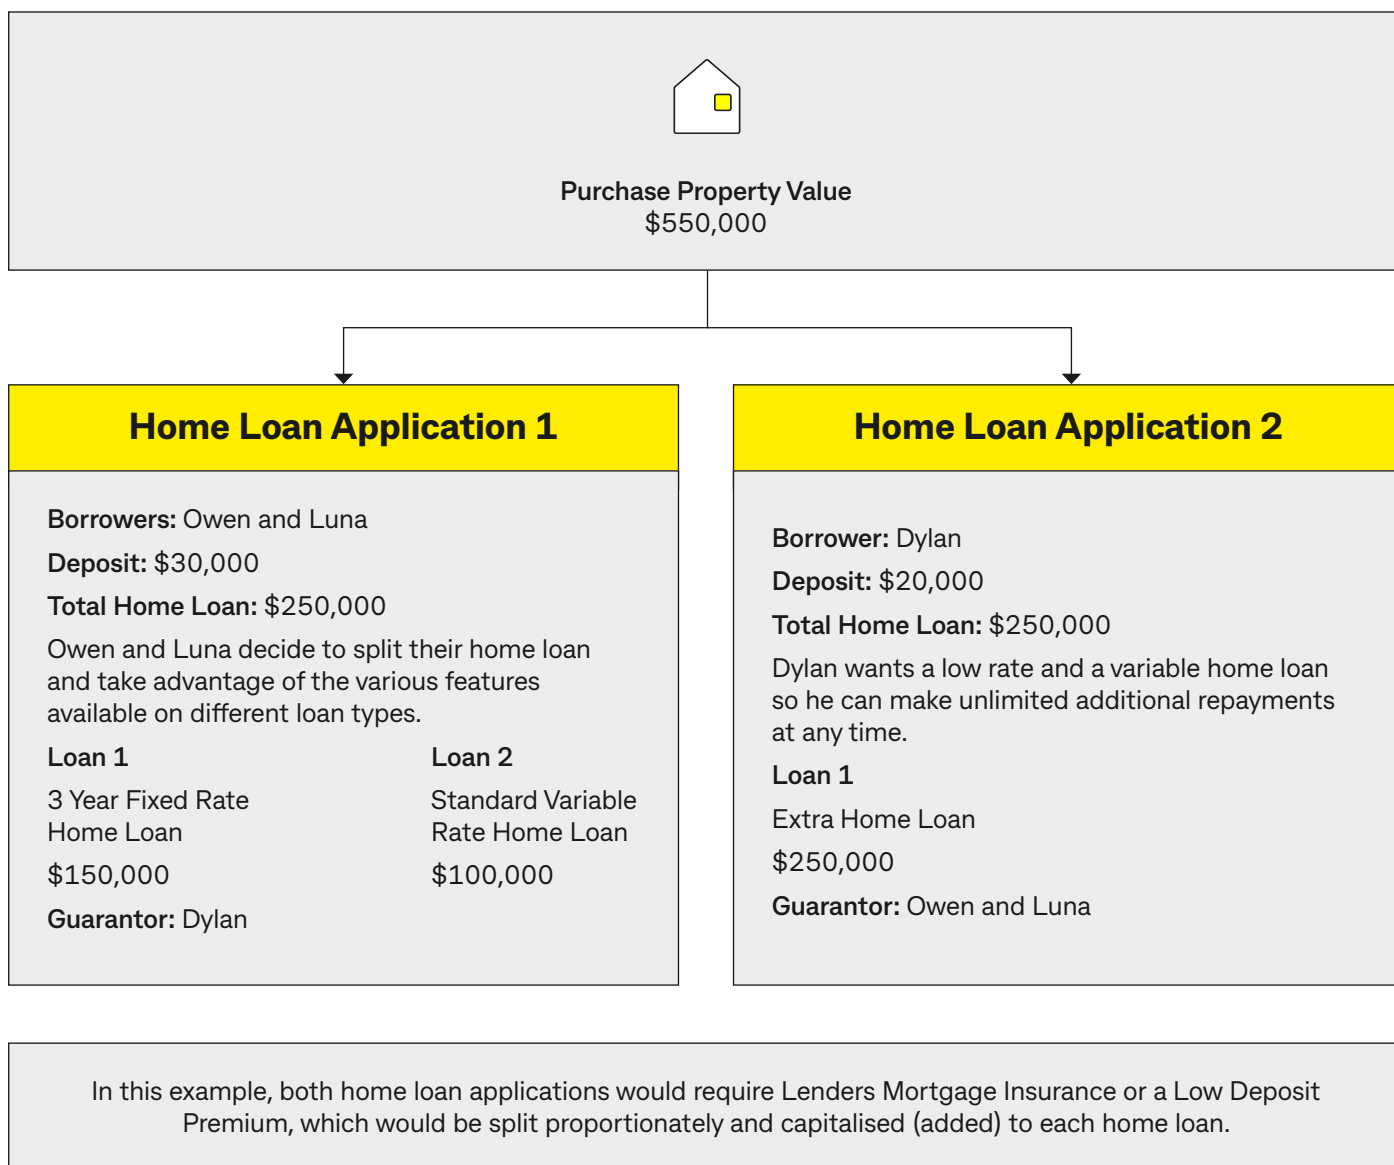 Purchase Property Value
$550,000
Home Loan Application 1
Borrowers: Owen and Luna
Deposit: $30,000
Total Home Loan: $250,000
Owen and Luna decide to split their home loan
and take advantage of the various features
available on different loan types.
Loan 1
3 Year Fixed Rate
Home Loan
$150,000
Loan 2
Standard Variable
Rate Home Loan
$100,000
Guarantor: Dylan
Home Loan Application 2
Borrower: Dylan
Deposit: $20,000
Total Home Loan: $250,000
Dylan wants a low rate and a variable home loan
so he can make unlimited additional repayments
at any time.
Loan 1
Extra Home Loan
$250,000
Guarantor: Owen and Luna
In this example, both home loan applications would require Lenders Mortgage Insurance or a Low Deposit
Premium, which would be split proportionately and capitalised (added) to each home loan.